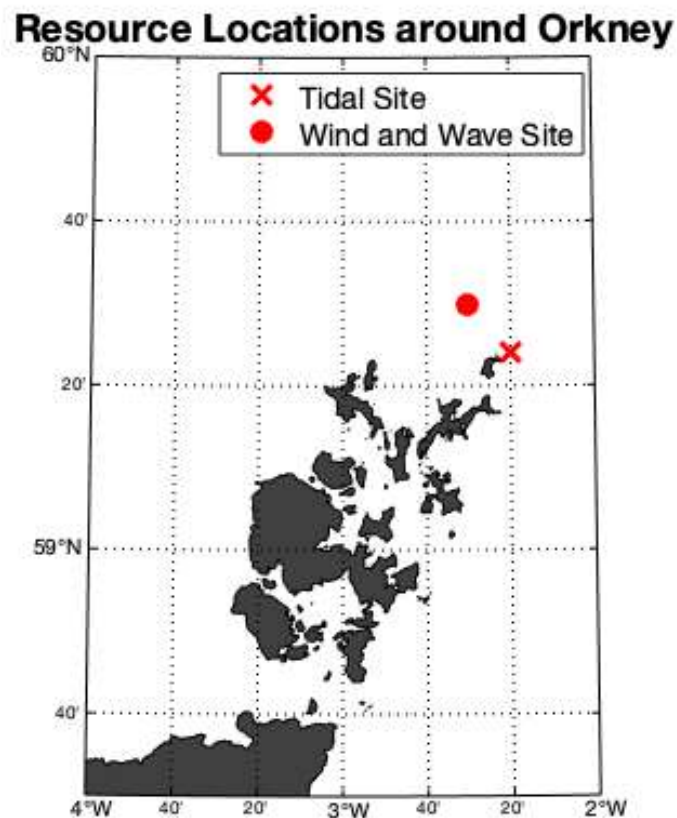 Resource Locations around Orkney
60°N
Tidal Site
Wind and Wave Site
40'
20'
59°N
40'
4°W 40' 20' 3°W 40' 20' 2°W